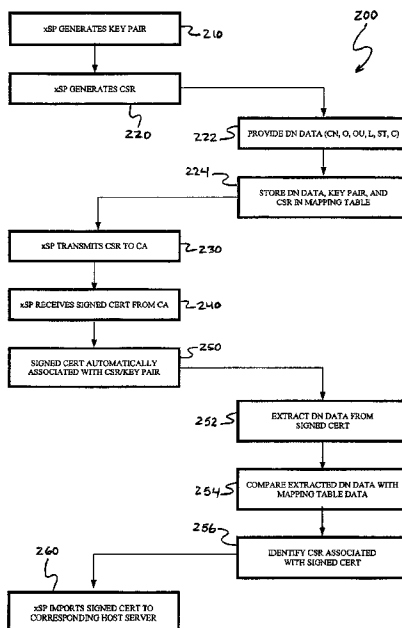 xSP GENERATES KEY PAIR
210
200
xSP GENERATES CSR
220
222
PROVIDE DN DATA (CN, O, OU, L, ST, C)
224
STORE DN DATA, KEY PAIR, AND
CSR IN MAPPING TABLE
xSP TRANSMITS CSR TO CA
230
xSP RECEIVES SIGNED CERT FROM CA
240
250
SIGNED CERT AUTOMATICALLY
ASSOCIATED WITH CSR/KEY PAIR
252
EXTRACT DN DATA FROM
SIGNED CERT
254
COMPARE EXTRACTED DN DATA WITH
MAPPING TABLE DATA
256
IDENTIFY CSR ASSOCIATED
WITH SIGNED CERT
260
xSP IMPORTS SIGNED CERT TO
CORRESPONDING HOST SERVER